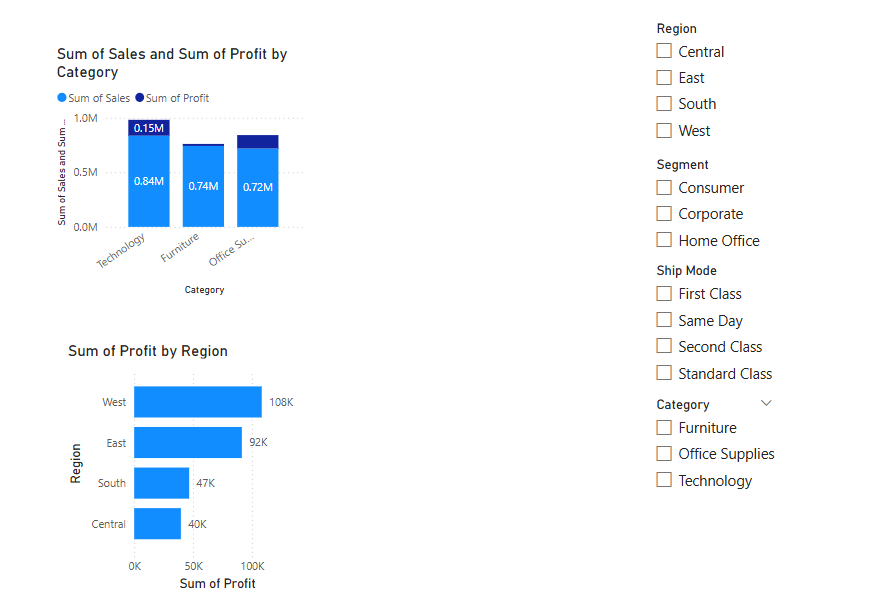 Sum of Sales and Sum of Profit by
Category
Sum of Sales Sum of Profit
Sum of Sales and Sum ...
1.0M
0.5M
0.0M
0.15M
0.84M
0.74M
0.72M
Technology
Furniture
Office Su...
Category
Sum of Profit by Region
Region
West
108K
East
92K
South
47K
Central
40K
0K 50K 100K
Sum of Profit
Region
Central
East
South
West
Segment
Consumer
Corporate
Home Office
Ship Mode
First Class
Same Day
Second Class
Standard Class
Category
Furniture
Office Supplies
Technology